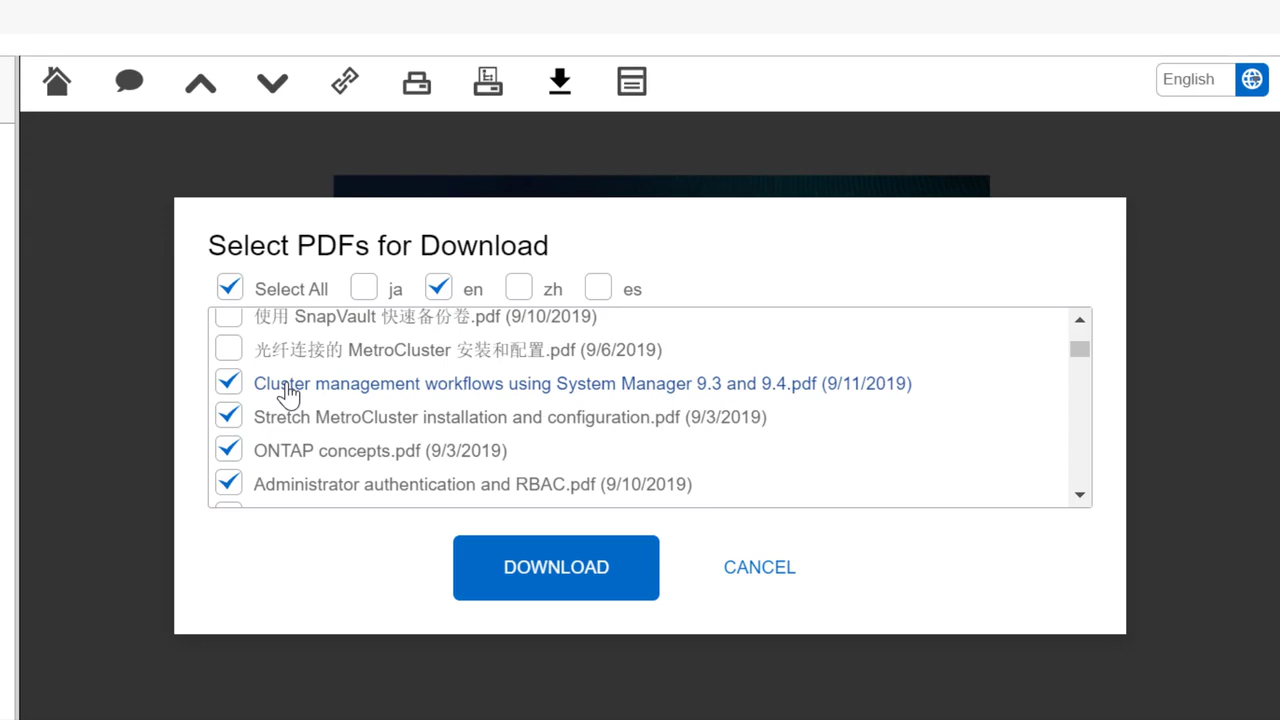 English
Select PDFs for Download
Select All ja en zh es
使用 SnapVault 快速备份卷.pdf (9/10/2019)
光纤连接的 MetroCluster 安装和配置.pdf (9/6/2019)
Cluster management workflows using System Manager 9.3 and 9.4.pdf (9/11/2019)
Stretch MetroCluster installation and configuration.pdf (9/3/2019)
ONTAP concepts.pdf (9/3/2019)
Administrator authentication and RBAC.pdf (9/10/2019)
DOWNLOAD CANCEL